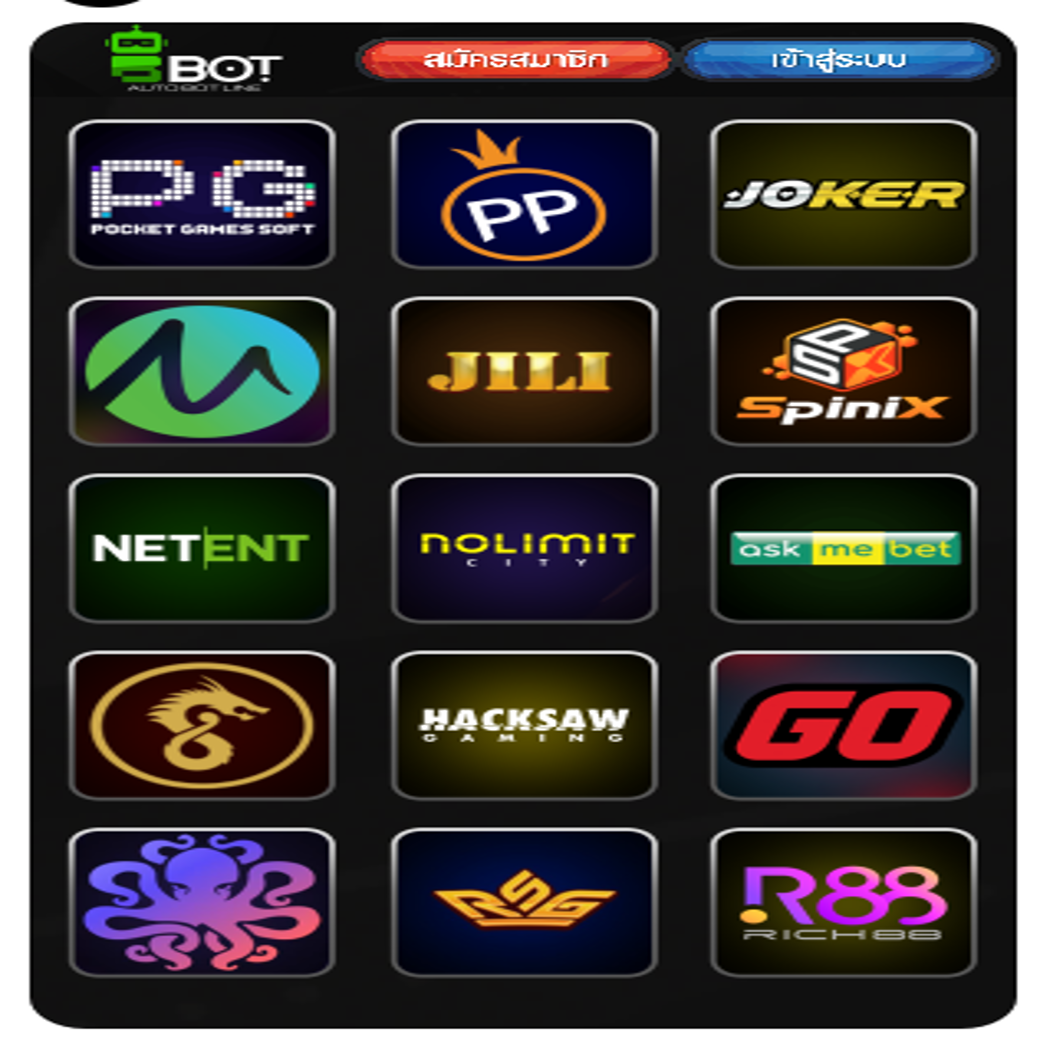 BOT
AUTO BOT LINE
สมัครสมาชิก
เข้าสู่ระบบ
PG
POCKET GAMES SOFT
PP
JOKER
JILI
SPX
SpiniX
NETENT
NOLIMIT
CITY
ask me bet
HACKSAW
GAMING
GO
RSG
R88
RICH88